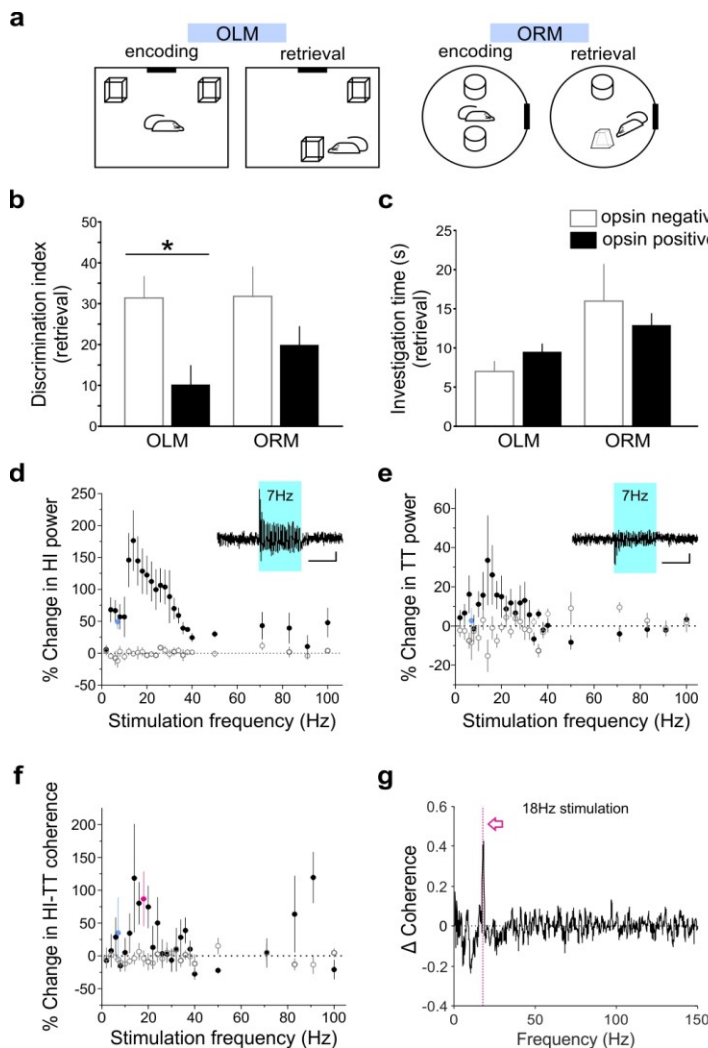 a
OLM
ORM
encoding
retrieval
encoding
retrieval
b
Discrimination index
(retrieval)
50
40
30
20
10
0
*
OLM
ORM
c
opsin negativ
opsin positive
Investigation time (s)
(retrieval)
25
20
15
10
5
0
OLM
ORM
d
7Hz
% Change in HI power
250
200
150
100
50
0
-50
0 20 40 60 80 100
Stimulation frequency (Hz)
e
7Hz
% Change in TT power
60
40
20
0
-20
0 20 40 60 80 100
Stimulation frequency (Hz)
f
% Change in HI-TT coherence
200
150
100
50
0
-50
0 20 40 60 80 100
Stimulation frequency (Hz)
g
18Hz stimulation
Δ Coherence
0.6
0.4
0.2
0
-0.2
-0.4
0 50 100 150
Frequency (Hz)